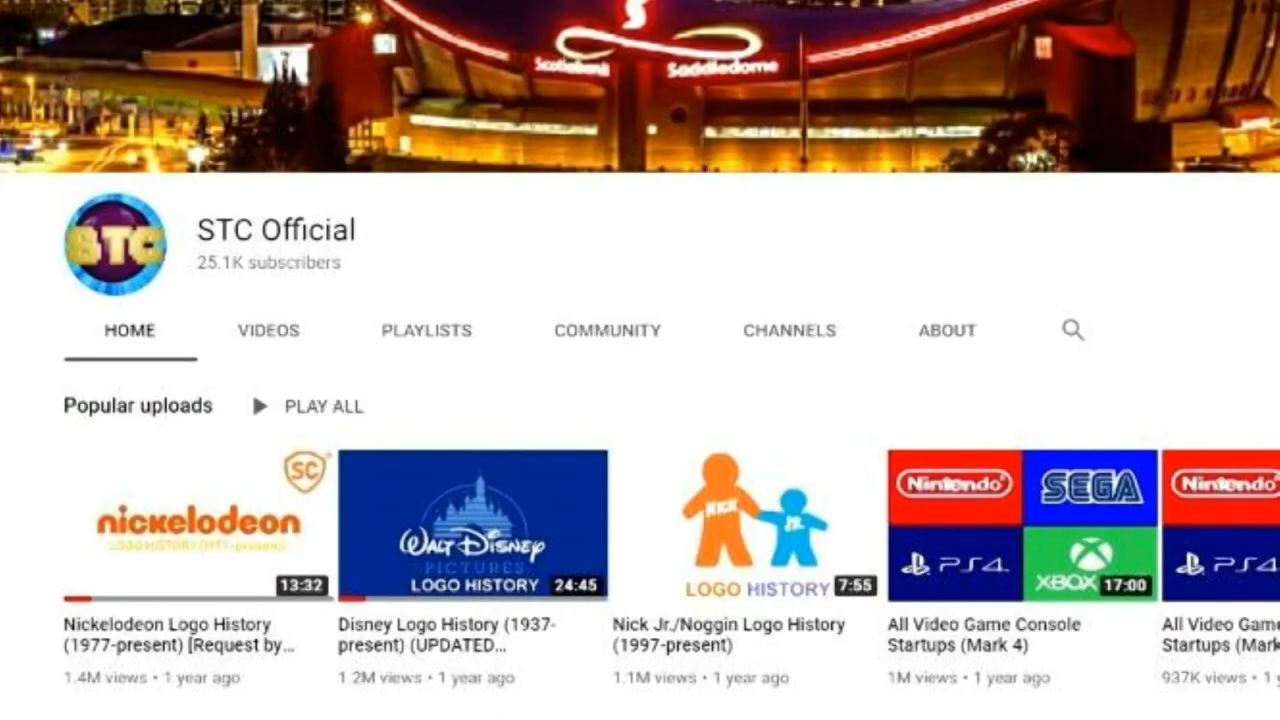 Scotiabank Saddledome
STC
STC Official
25.1K subscribers
HOME VIDEOS PLAYLISTS COMMUNITY CHANNELS ABOUT
Popular uploads PLAY ALL
SC
nickelodeon
LOGO HISTORY (1977-present)
13:32
WALT DISNEY
PICTURES
LOGO HISTORY 24:45
NICK
JR.
LOGO HISTORY 7:55
Nintendo SEGA
PS4 XBOX 17:00
Nintendo
PS4
Nickelodeon Logo History
(1977-present) [Request by...
1.4M views • 1 year ago
Disney Logo History (1937-
present) (UPDATED...
1.2M views • 1 year ago
Nick Jr./Noggin Logo History
(1997-present)
1.1M views • 1 year ago
All Video Game Console
Startups (Mark 4)
1M views • 1 year ago
All Video Game
Startups (Mark
937K views • 1 y